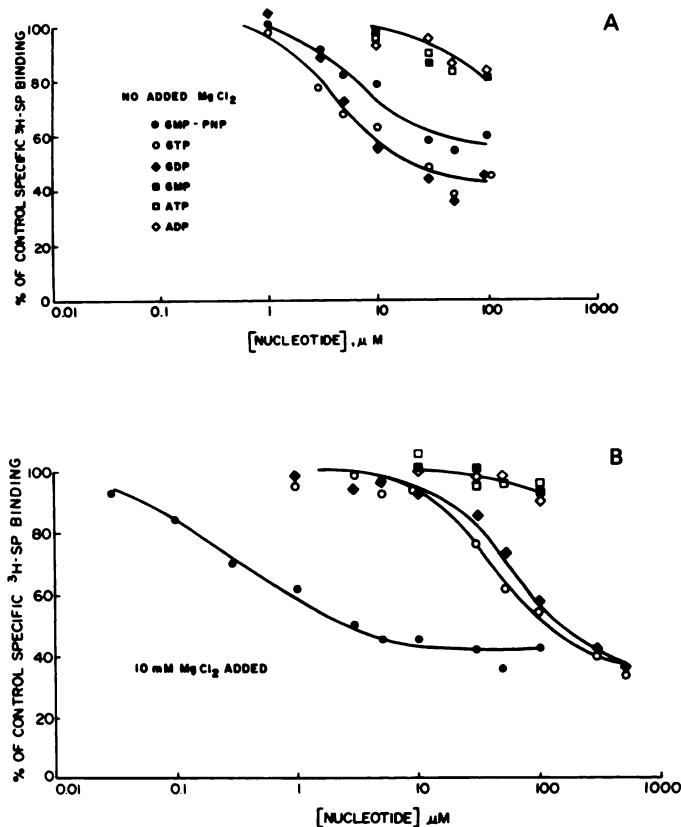 A
% OF CONTROL SPECIFIC ³H-SP BINDING
100
80
60
40
20
0
NO ADDED MgCl2
GMP-PNP
GTP
GDP
GMP
ATP
ADP
0.01 0.1 1 10 100 1000
[NUCLEOTIDE], μM
B
% OF CONTROL SPECIFIC ³H-SP BINDING
100
80
60
40
20
0
10 mM MgCl2 ADDED
0.01 0.1 1 10 100 1000
[NUCLEOTIDE] μM